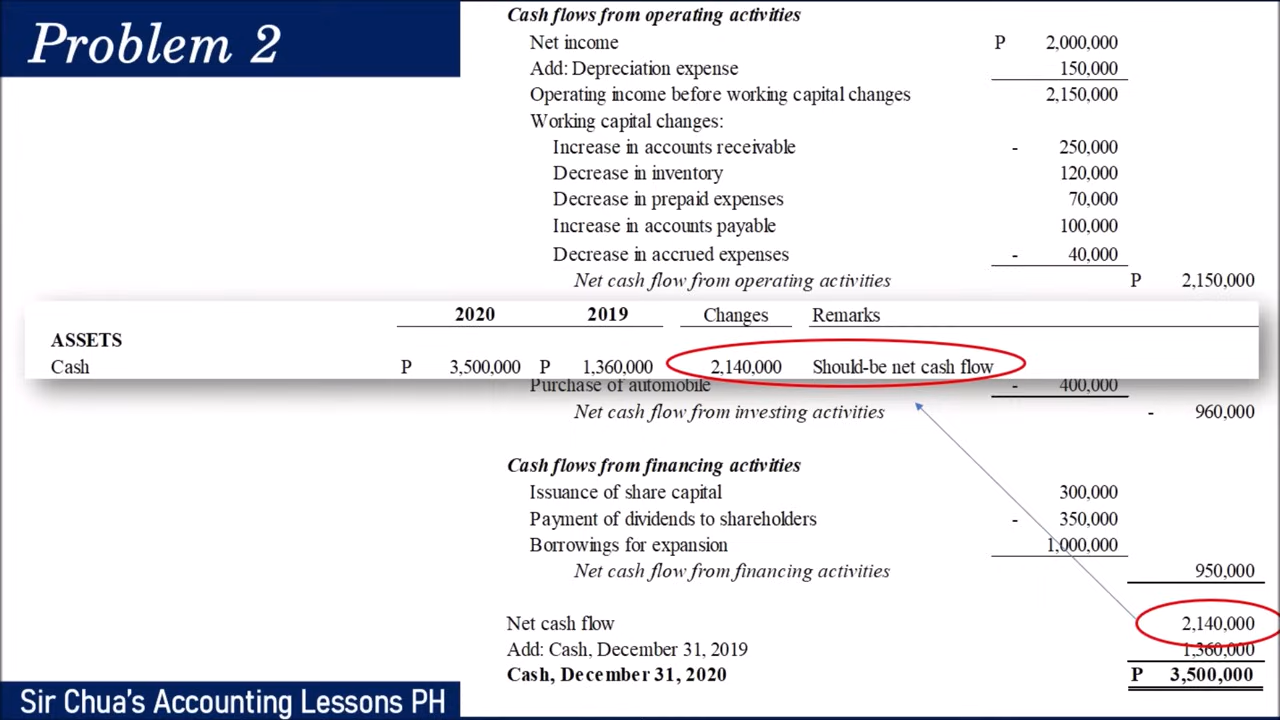 Problem 2
Cash flows from operating activities
Net income P 2,000,000
Add: Depreciation expense 150,000
Operating income before working capital changes 2,150,000
Working capital changes:
Increase in accounts receivable - 250,000
Decrease in inventory 120,000
Decrease in prepaid expenses 70,000
Increase in accounts payable 100,000
Decrease in accrued expenses - 40,000
Net cash flow from operating activities P 2,150,000
2020 2019 Changes Remarks
ASSETS
Cash P 3,500,000 P 1,360,000 2,140,000 Should-be net cash flow
Purchase of automobile - 400,000
Net cash flow from investing activities - 960,000
Cash flows from financing activities
Issuance of share capital 300,000
Payment of dividends to shareholders - 350,000
Borrowings for expansion 1,000,000
Net cash flow from financing activities 950,000
Net cash flow 2,140,000
Add: Cash, December 31, 2019 1,360,000
Cash, December 31, 2020 P 3,500,000
Sir Chua's Accounting Lessons PH